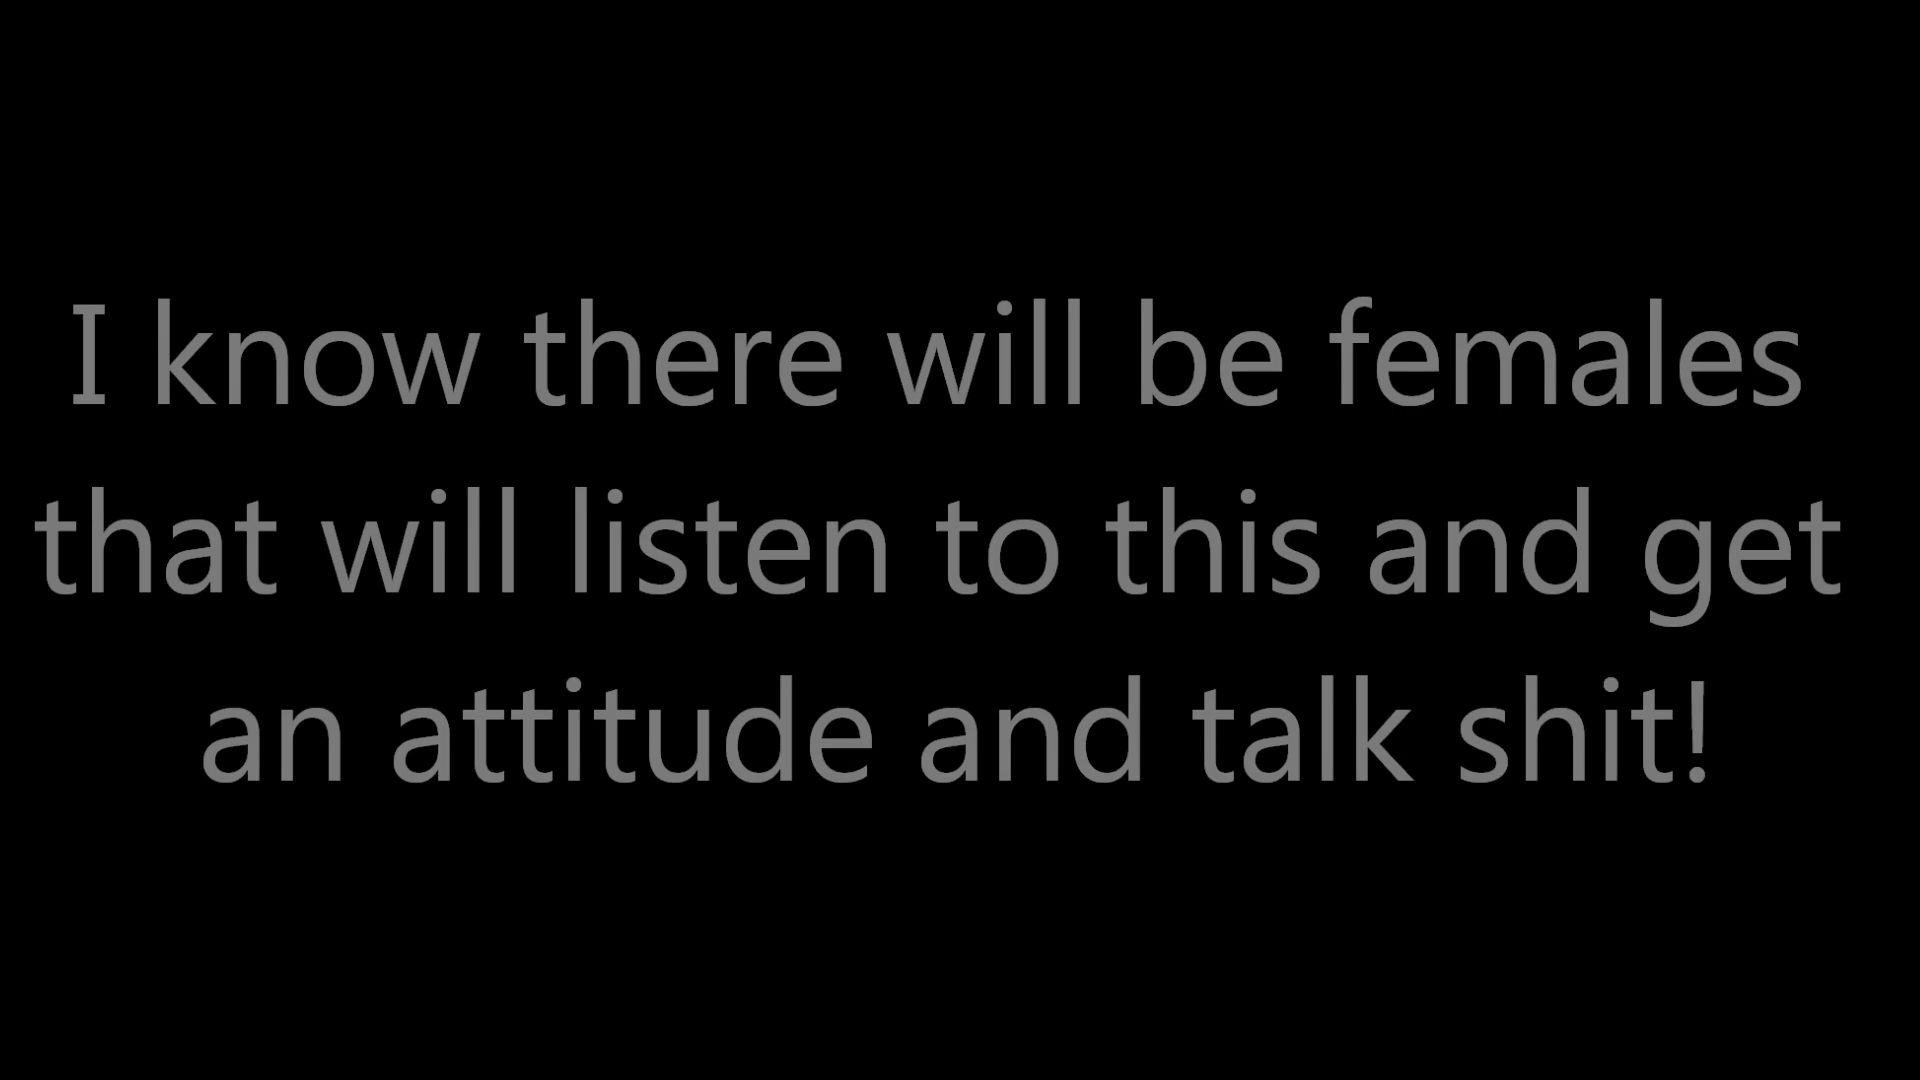 I know there will be females
that will listen to this and get
an attitude and talk shit!